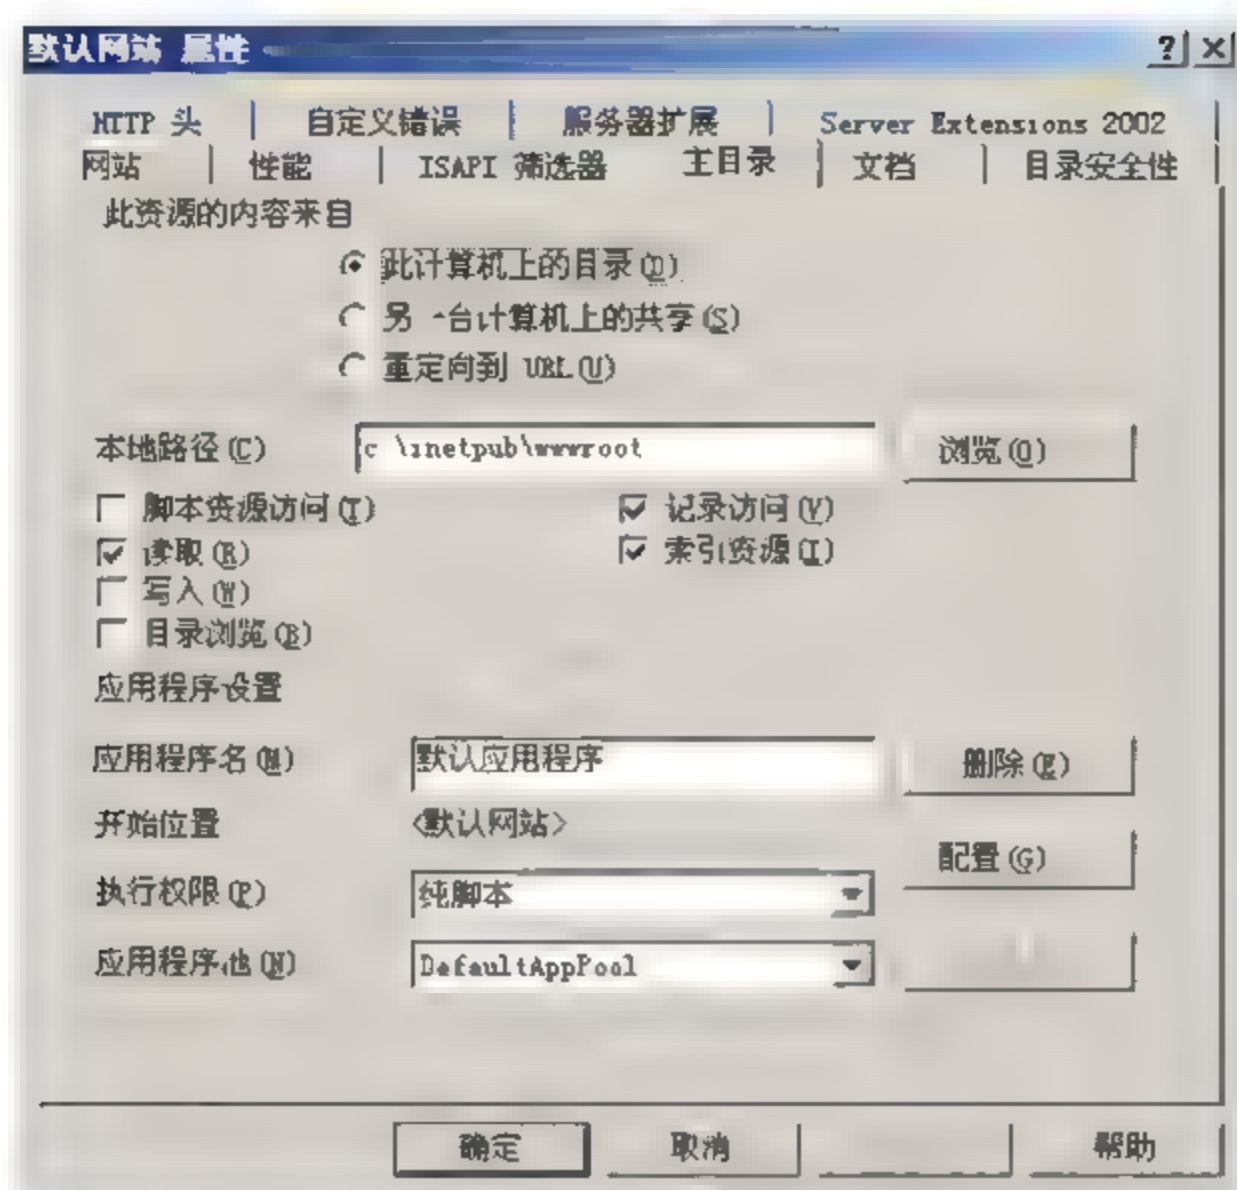 默认网站 属性
HTTP 头 自定义错误 服务器扩展 Server Extensions 2002
网站 性能 ISAPI 筛选器 主目录 文档 目录安全性
此资源的内容来自
此计算机上的目录(D)
另一台计算机上的共享(S)
重定向到 URL(U)
本地路径(C) c \inetpub\wwwroot 浏览(O)
脚本资源访问(T) 记录访问(V)
读取(R) 索引资源(I)
写入(W)
目录浏览(B)
应用程序设置
应用程序名(M) 默认应用程序 删除(E)
开始位置 <默认网站>
配置(G)
执行权限(P) 纯脚本
应用程序池(N) DefaultAppPool
确定 取消 帮助